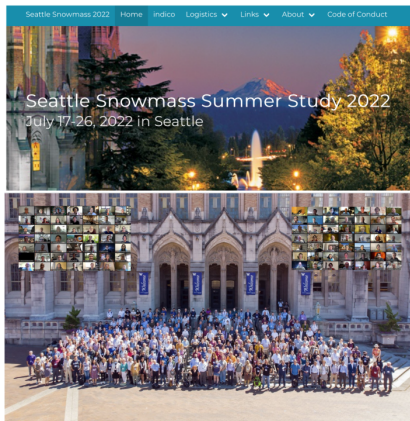 Seattle Snowmass 2022 Home indico Logistics Links About Code of Conduct
Seattle Snowmass Summer Study 2022
July 17-26, 2022 in Seattle